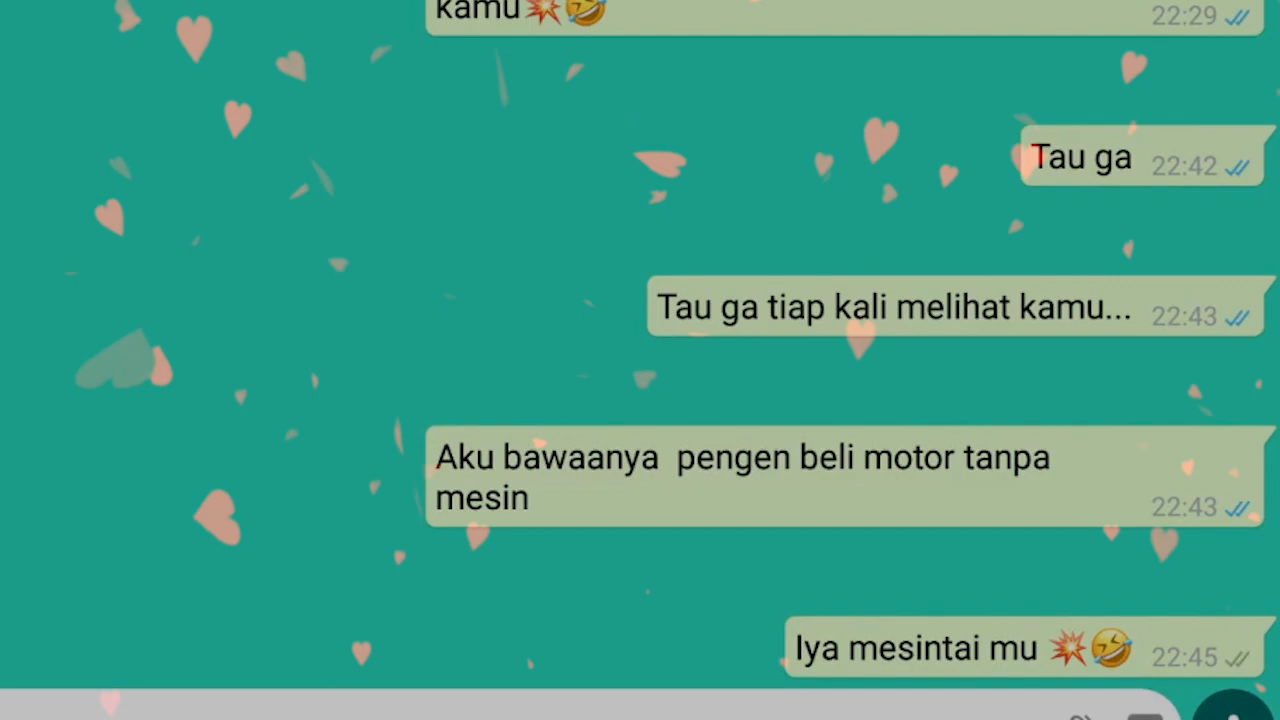 kamu💥🤣 22:29
Tau ga 22:42
Tau ga tiap kali melihat kamu... 22:43
Aku bawaanya  pengen beli motor tanpa
mesin 22:43
Iya mesintai mu 💥🤣 22:45